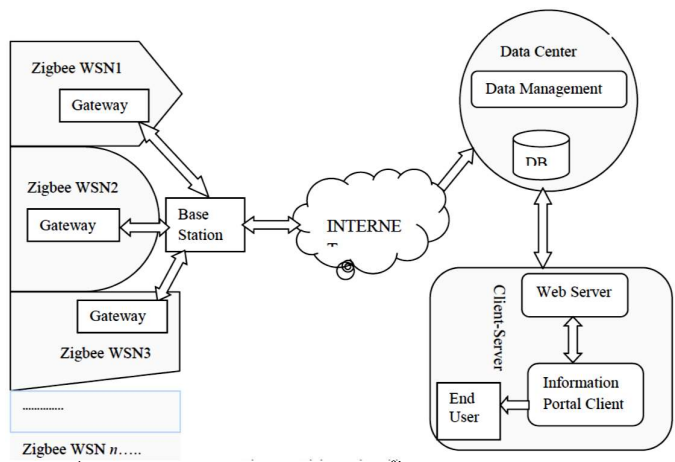 Zigbee WSN1
Gateway
Zigbee WSN2
Gateway
Base
Station
Gateway
Zigbee WSN3
..............
Zigbee WSN n.....
INTERNE
Data Center
Data Management
DB
Client-Server
Web Server
Information
Portal Client
End
User